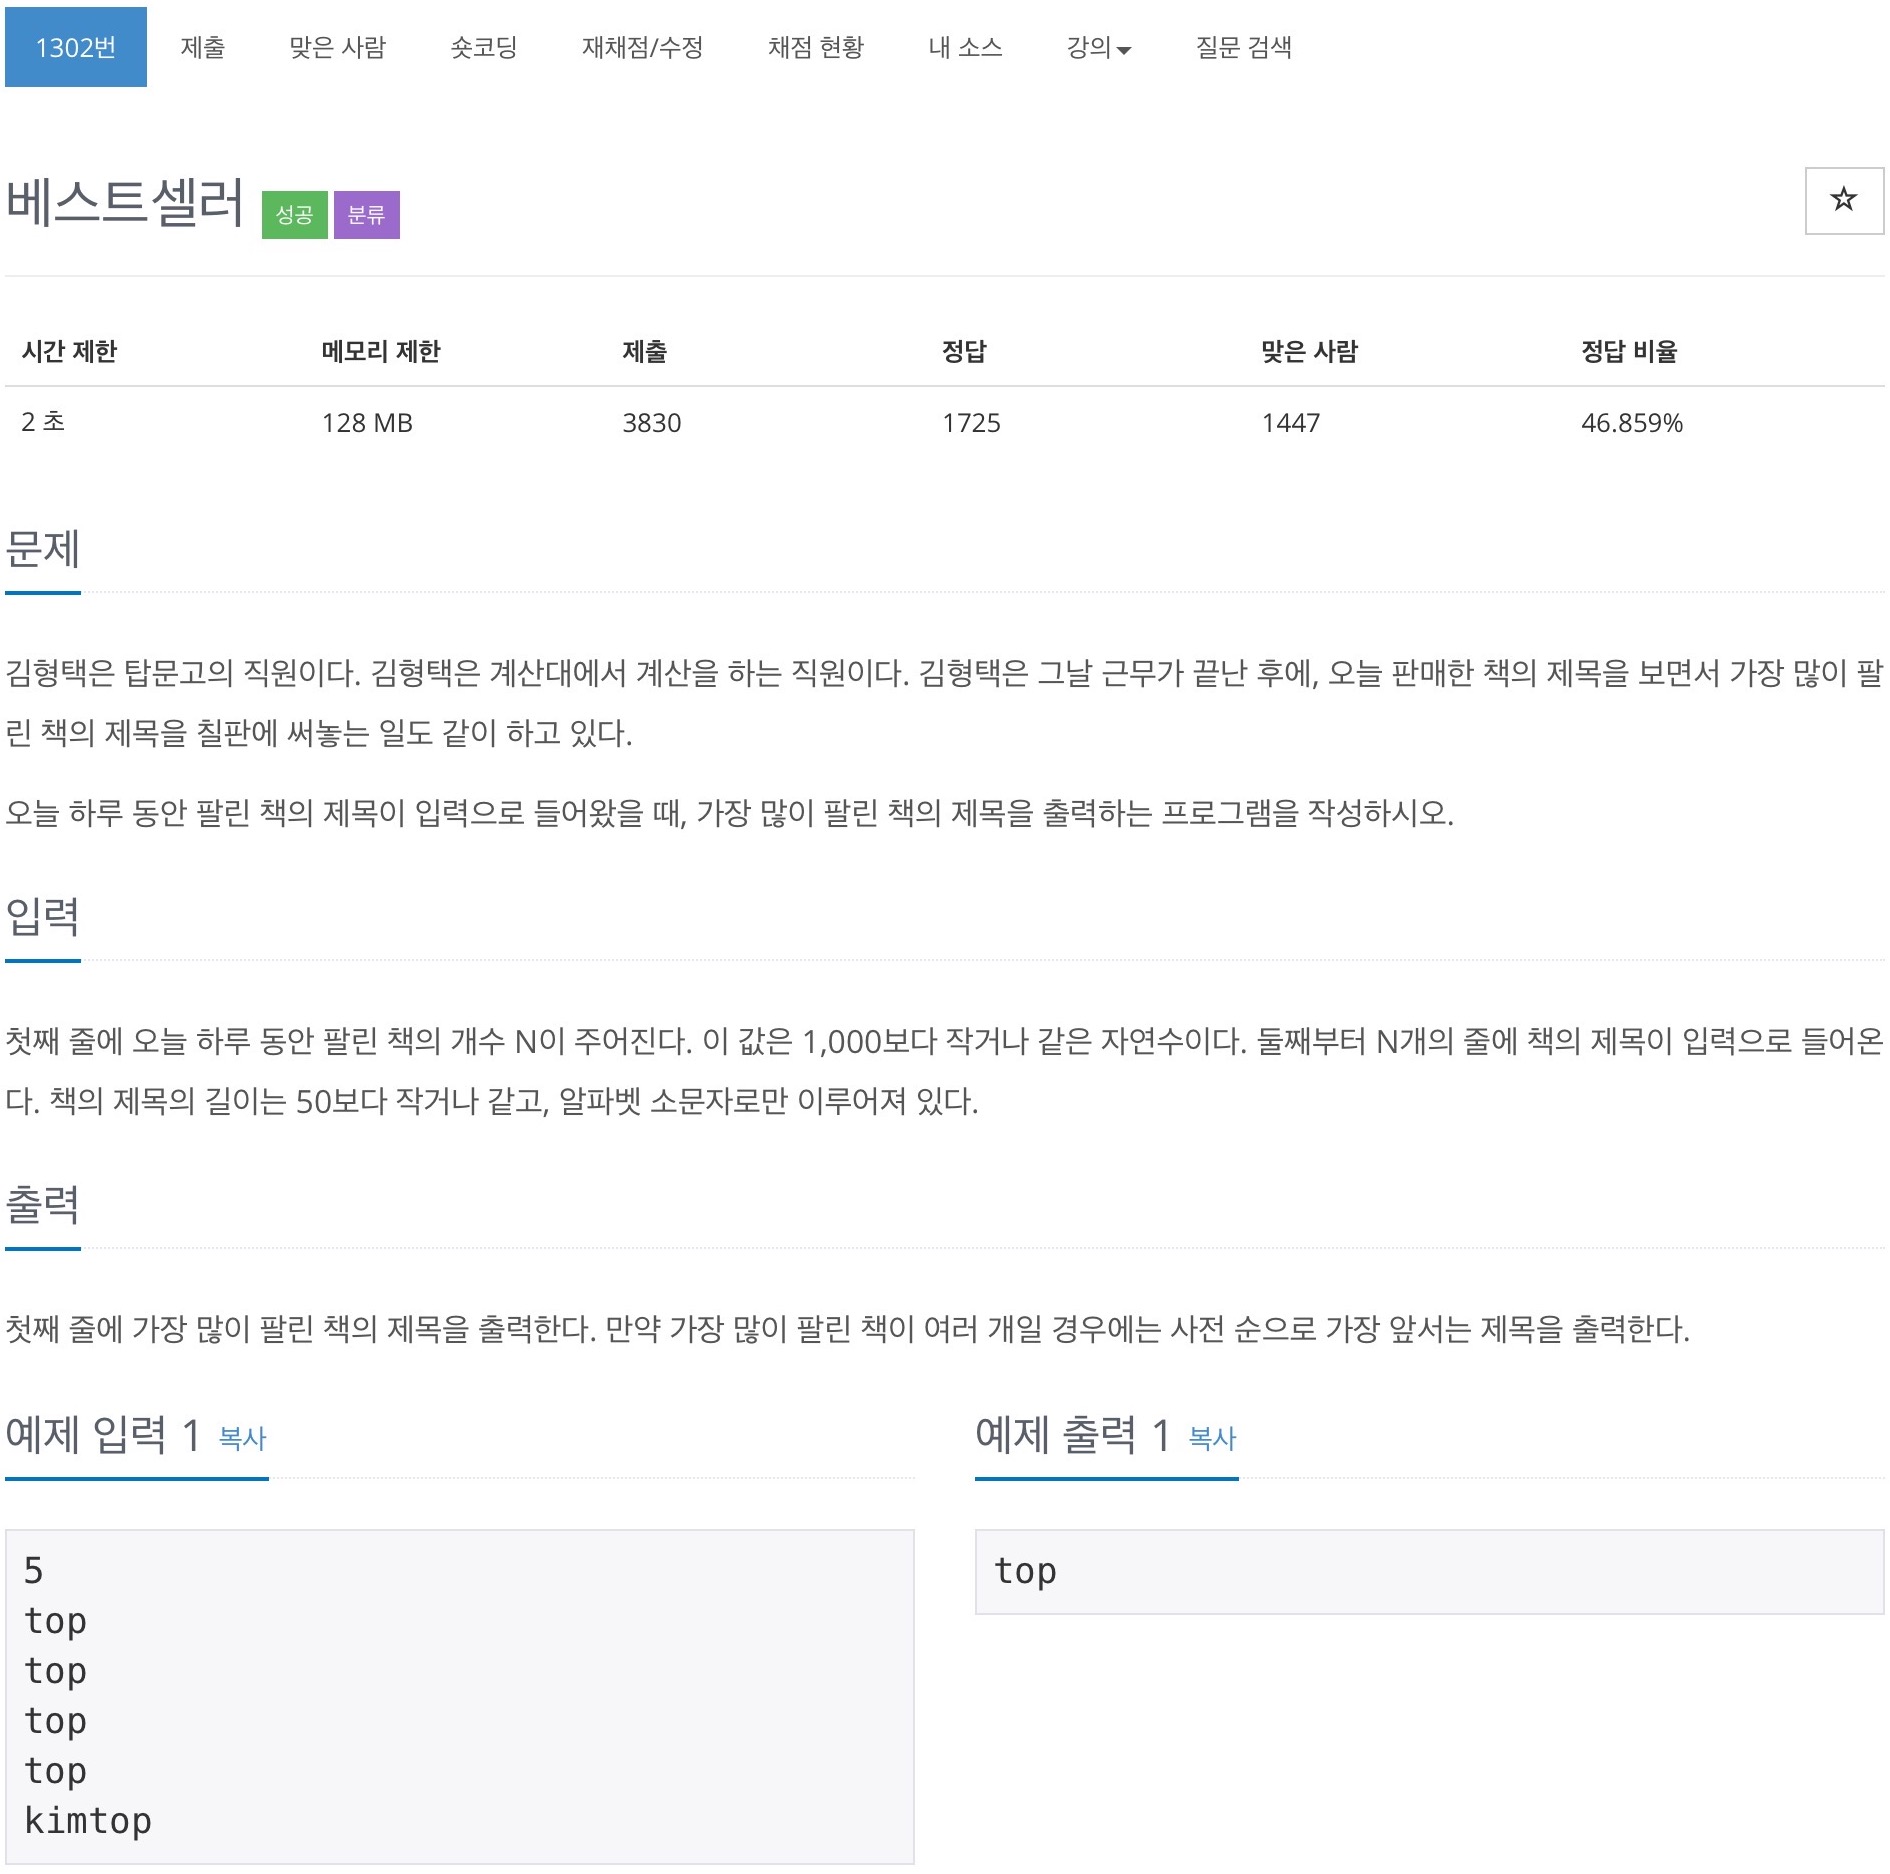 1302번 제출 맞은 사람 숏코딩 재채점/수정 채점 현황 내 소스 강의 질문 검색
베스트셀러 성공 분류
시간 제한 메모리 제한 제출 정답 맞은 사람 정답 비율
2 초 128 MB 3830 1725 1447 46.859%
문제
김형택은 탑문고의 직원이다. 김형택은 계산대에서 계산을 하는 직원이다. 김형택은 그날 근무가 끝난 후에, 오늘 판매한 책의 제목을 보면서 가장 많이 팔
린 책의 제목을 칠판에 써놓는 일도 같이 하고 있다.
오늘 하루 동안 팔린 책의 제목이 입력으로 들어왔을 때, 가장 많이 팔린 책의 제목을 출력하는 프로그램을 작성하시오.
입력
첫째 줄에 오늘 하루 동안 팔린 책의 개수 N이 주어진다. 이 값은 1,000보다 작거나 같은 자연수이다. 둘째부터 N개의 줄에 책의 제목이 입력으로 들어온
다. 책의 제목의 길이는 50보다 작거나 같고, 알파벳 소문자로만 이루어져 있다.
출력
첫째 줄에 가장 많이 팔린 책의 제목을 출력한다. 만약 가장 많이 팔린 책이 여러 개일 경우에는 사전 순으로 가장 앞서는 제목을 출력한다.
예제 입력 1 복사
5
top
top
top
top
kimtop
예제 출력 1 복사
top